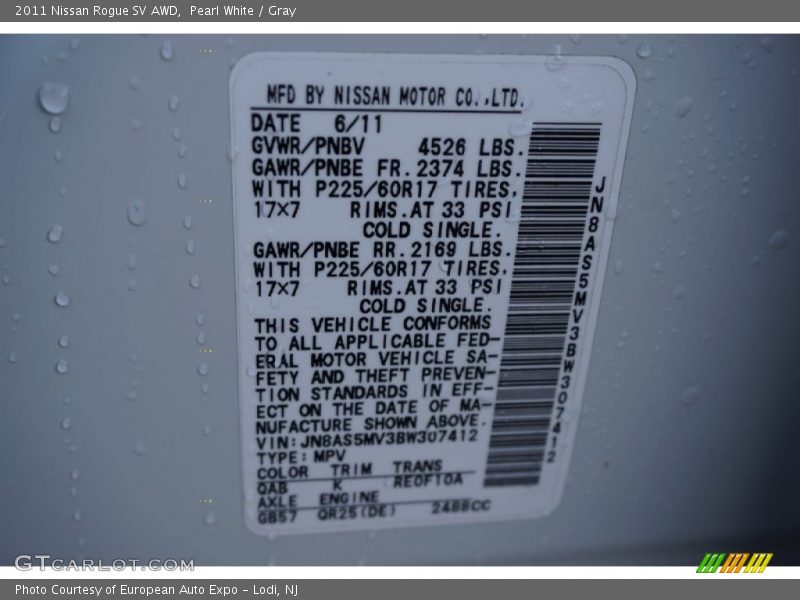 2011 Nissan Rogue SV AWD,  Pearl White / Gray
MFD BY NISSAN MOTOR CO.,LTD.
DATE 6/11
GVWR/PNBV 4526 LBS.
GAWR/PNBE FR.2374 LBS.
WITH P225/60R17 TIRES,
17X7 RIMS.AT 33 PSI
COLD SINGLE.
GAWR/PNBE RR.2169 LBS.
WITH P225/60R17 TIRES,
17X7 RIMS.AT 33 PSI
COLD SINGLE.
THIS VEHICLE CONFORMS
TO ALL APPLICABLE FED-
ERAL MOTOR VEHICLE SA-
FETY AND THEFT PREVEN-
TION STANDARDS IN EFF-
ECT ON THE DATE OF MA-
NUFACTURE SHOWN ABOVE.
VIN:JN8AS5MV3BW307412
TYPE:MPV
COLOR TRIM TRANS
QAB K RE0F10A
AXLE ENGINE
GB57 QR25(DE) 2488CC
JN8AS5MV3BW307412
GTCARLOT.COM
Photo Courtesy of European Auto Expo - Lodi, NJ